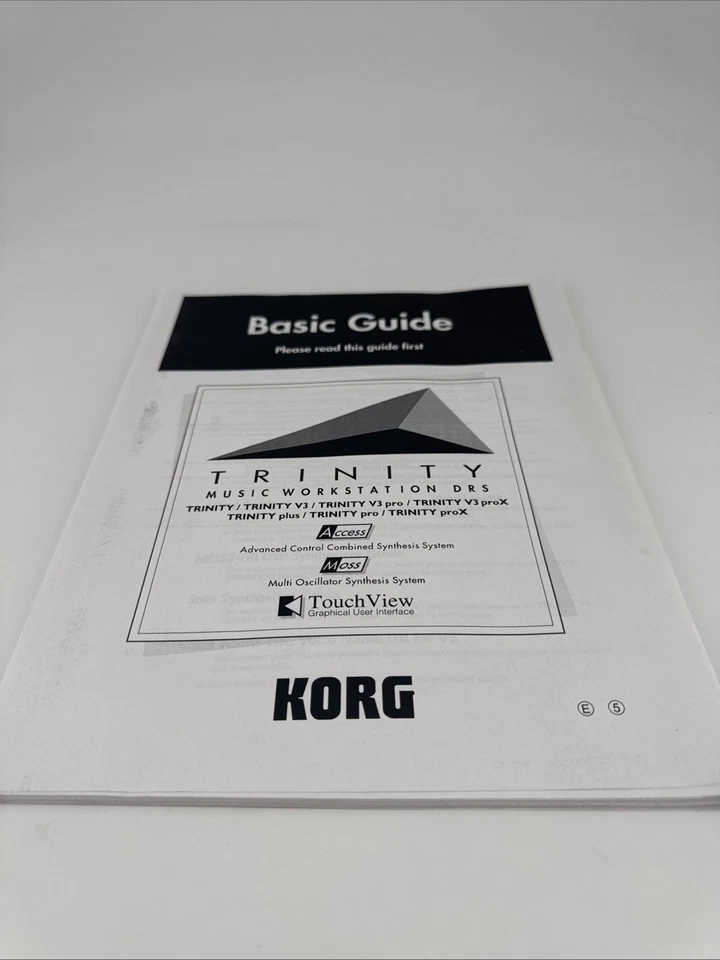 Basic Guide
Please read this guide first
TRINITY
MUSIC WORKSTATION DRS
TRINITY / TRINITY V3 / TRINITY V3 pro / TRINITY V3 proX
TRINITY plus / TRINITY pro / TRINITY proX
Access
Advanced Control Combined Synthesis System
Moss
Multi Oscillator Synthesis System
TouchView
Graphical User Interface
KORG
Ⓔ ⑤